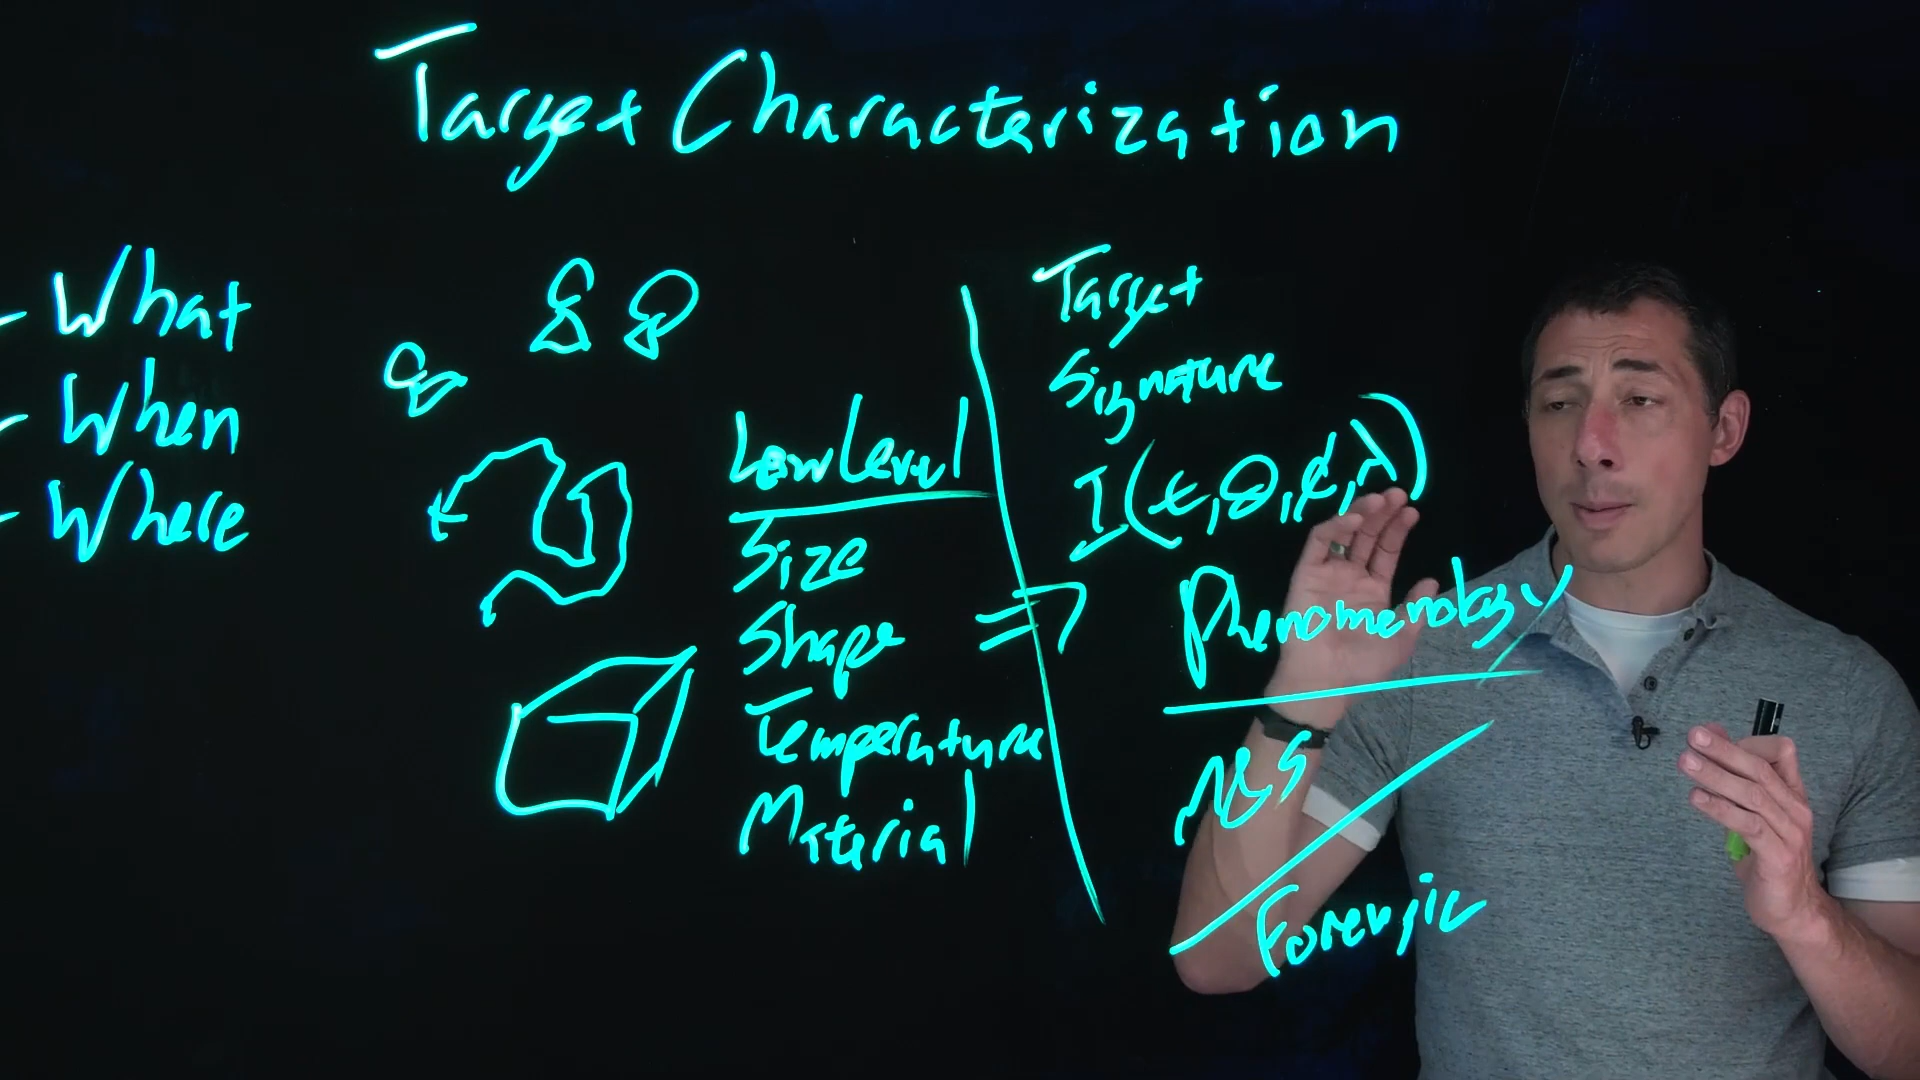 Target Characterization
- What
- When
- Where
Low Level
Size
Shape
Temperature
Material
⇒
Target
Signature
I(t, θ, φ, λ)
Phenomenology
Forensic